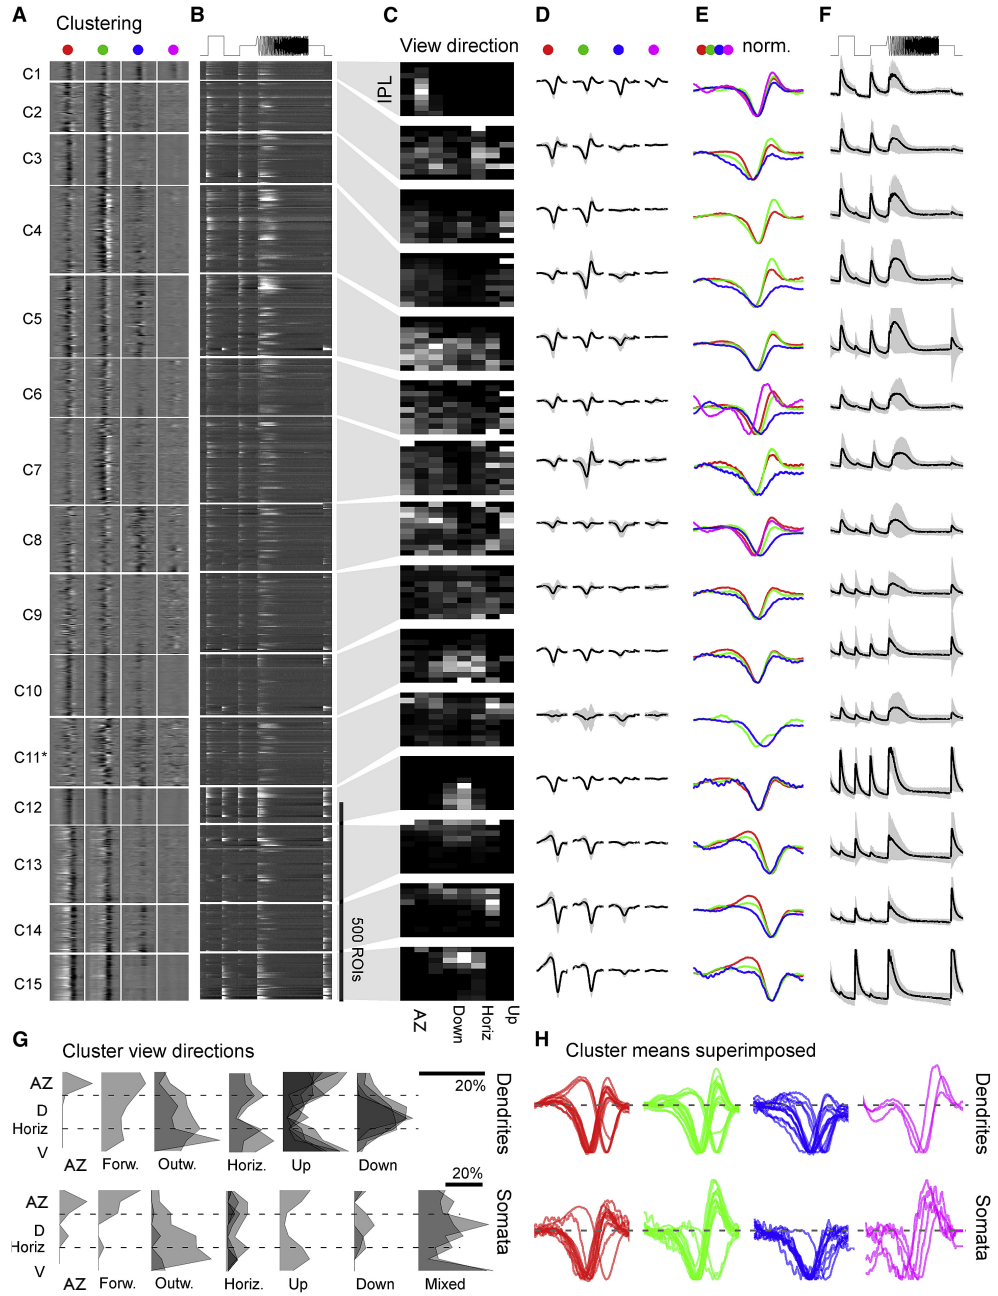 A
Clustering
B
C
View direction
D
E
norm.
F
C1
C2
C3
C4
C5
C6
C7
C8
C9
C10
C11*
C12
C13
C14
C15
IPL
500 ROIs
AZ
Down
Horiz
Up
G
Cluster view directions
AZ
D
Horiz
V
20%
AZ
Forw.
Outw.
Horiz.
Up
Down
Dendrites
20%
AZ
D
Horiz
V
AZ
Forw.
Outw.
Horiz.
Up
Down
Mixed
Somata
H
Cluster means superimposed
Dendrites
Somata